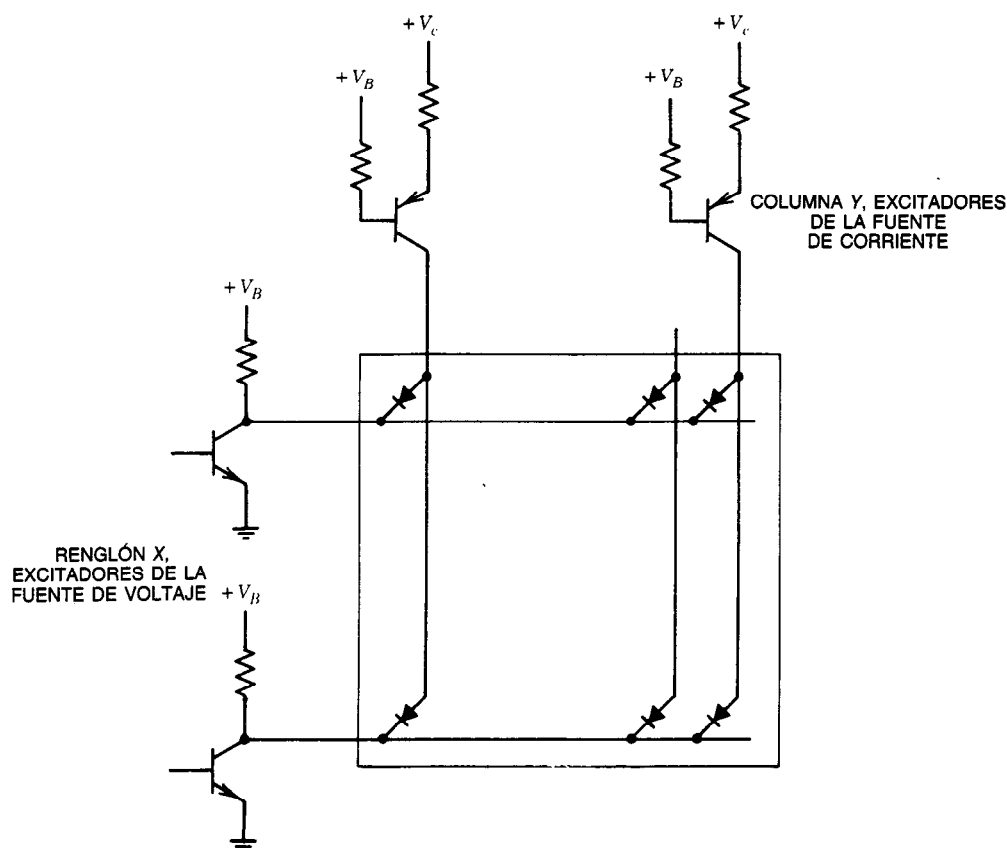 + V_c
+ V_c
+ V_B
+ V_B
COLUMNA Y, EXCITADORES
DE LA FUENTE
DE CORRIENTE
+ V_B
RENGLÓN X,
EXCITADORES DE LA
FUENTE DE VOLTAJE
+ V_B